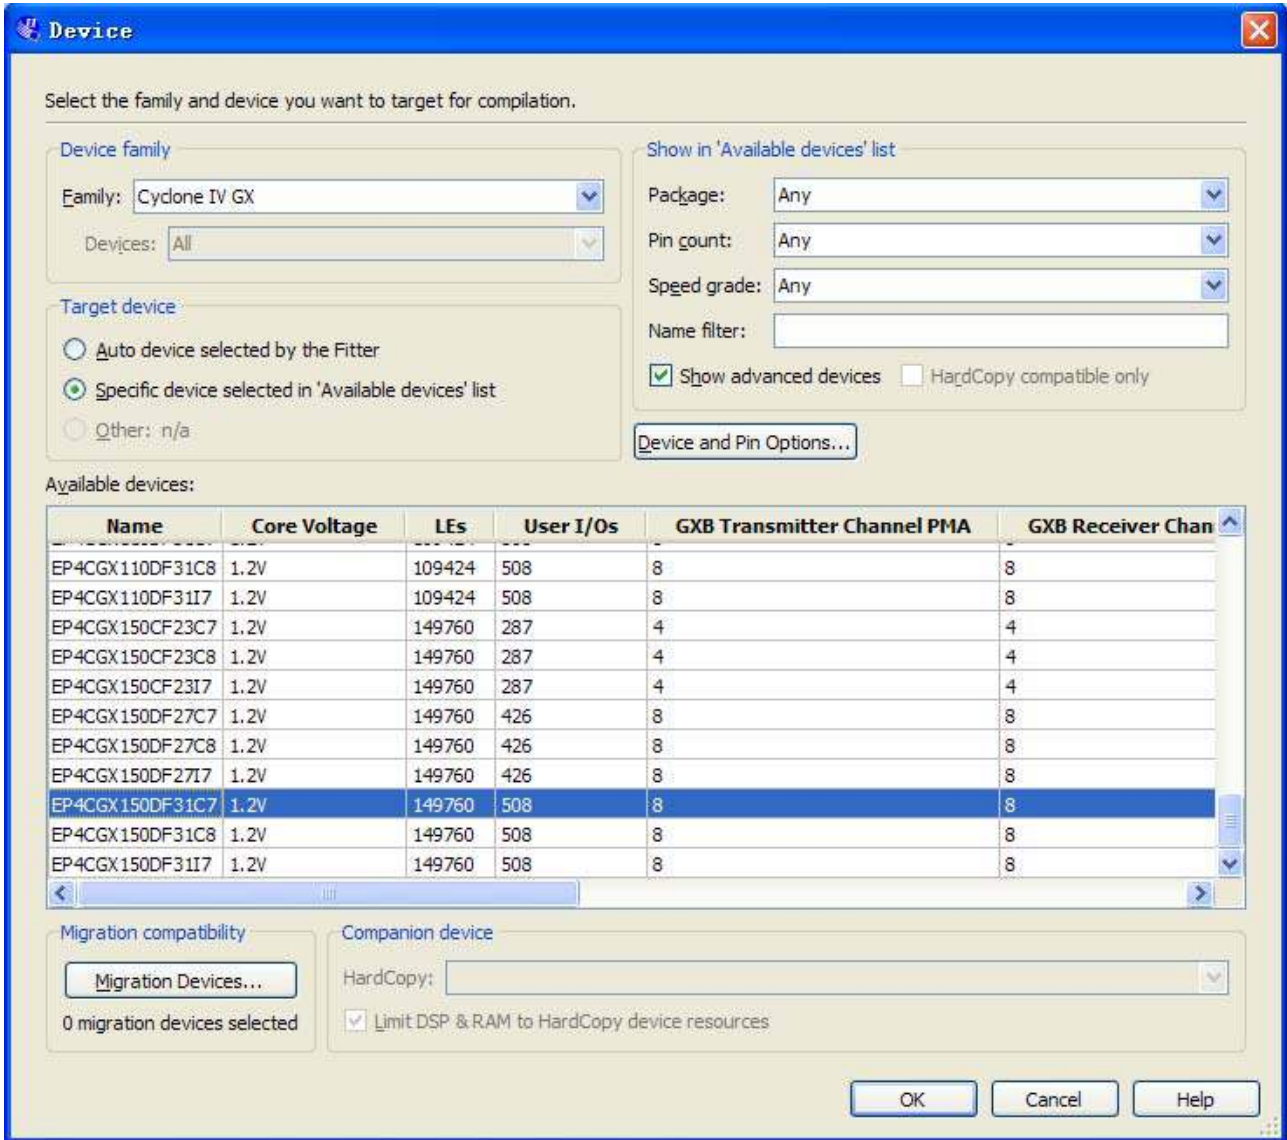 Device
Select the family and device you want to target for compilation.
Device family
Family: Cyclone IV GX
Devices: All
Target device
Auto device selected by the Fitter
Specific device selected in 'Available devices' list
Other: n/a
Show in 'Available devices' list
Package: Any
Pin count: Any
Speed grade: Any
Name filter:
Show advanced devices HardCopy compatible only
Device and Pin Options...
Available devices:
Name Core Voltage LEs User I/Os GXB Transmitter Channel PMA GXB Receiver Chan
EP4CGX110DF31C8 1.2V 109424 508 8 8
EP4CGX110DF31I7 1.2V 109424 508 8 8
EP4CGX150CF23C7 1.2V 149760 287 4 4
EP4CGX150CF23C8 1.2V 149760 287 4 4
EP4CGX150CF23I7 1.2V 149760 287 4 4
EP4CGX150DF27C7 1.2V 149760 426 8 8
EP4CGX150DF27C8 1.2V 149760 426 8 8
EP4CGX150DF27I7 1.2V 149760 426 8 8
EP4CGX150DF31C7 1.2V 149760 508 8 8
EP4CGX150DF31C8 1.2V 149760 508 8 8
EP4CGX150DF31I7 1.2V 149760 508 8 8
Migration compatibility
Migration Devices...
0 migration devices selected
Companion device
HardCopy:
Limit DSP & RAM to HardCopy device resources
OK Cancel Help